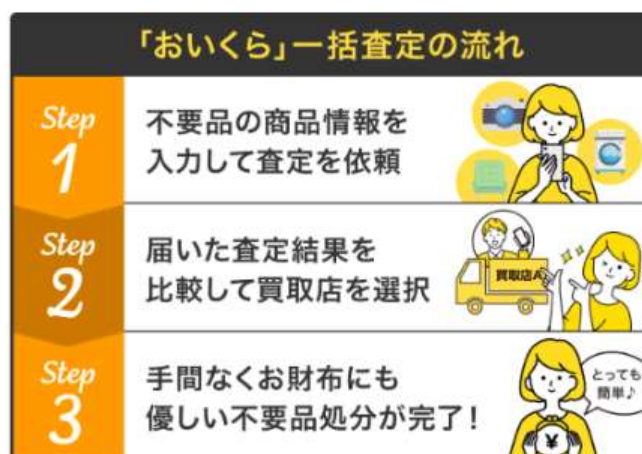 「おいくら」一括査定の流れ
Step
1
不要品の商品情報を
入力して査定を依頼
Step
2
届いた査定結果を
比較して買取店を選択
買取店A
Step
3
手間なくお財布にも
優しい不要品処分が完了!
とっても
簡単♪
¥